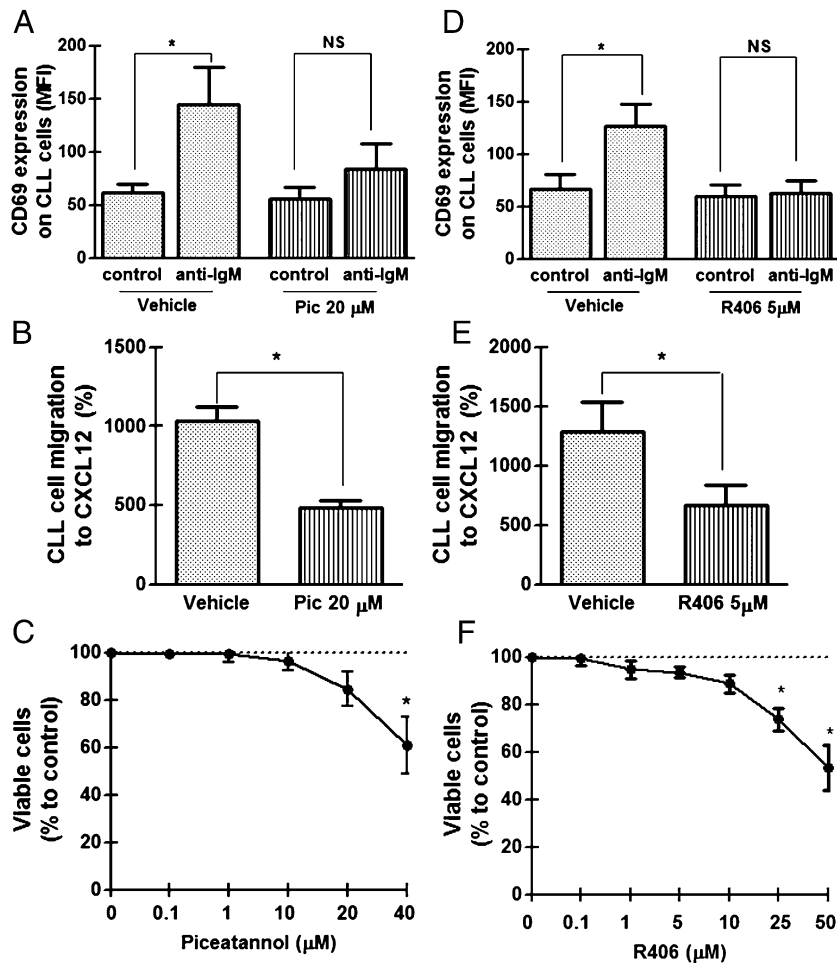 A
CD69 expression
on CLL cells (MFI)
200
150
100
50
0
*
NS
control anti-IgM control anti-IgM
Vehicle Pic 20 μM
B
CLL cell migration
to CXCL12 (%)
1500
1000
500
0
*
Vehicle Pic 20 μM
C
Viable cells
(% to control)
100
80
60
40
20
0
*
0 0.1 1 10 20 40
Piceatannol (μM)
D
CD69 expression
on CLL cells (MFI)
200
150
100
50
0
*
NS
control anti-IgM control anti-IgM
Vehicle R406 5μM
E
CLL cell migration
to CXCL12 (%)
2000
1500
1000
500
0
*
Vehicle R406 5μM
F
Viable cells
(% to control)
100
80
60
40
20
0
*
*
0 0.1 1 5 10 25 50
R406 (μM)